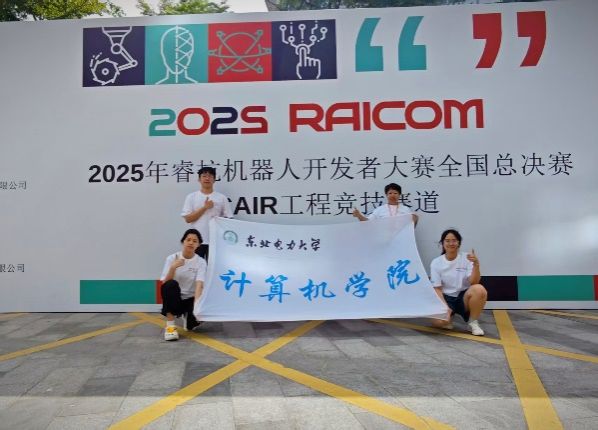 2025 RAICOM
2025年睿抗机器人开发者大赛全国总决赛
CAIR工程竞技赛道
限公司
限公司
东北电力大学
计算机学院